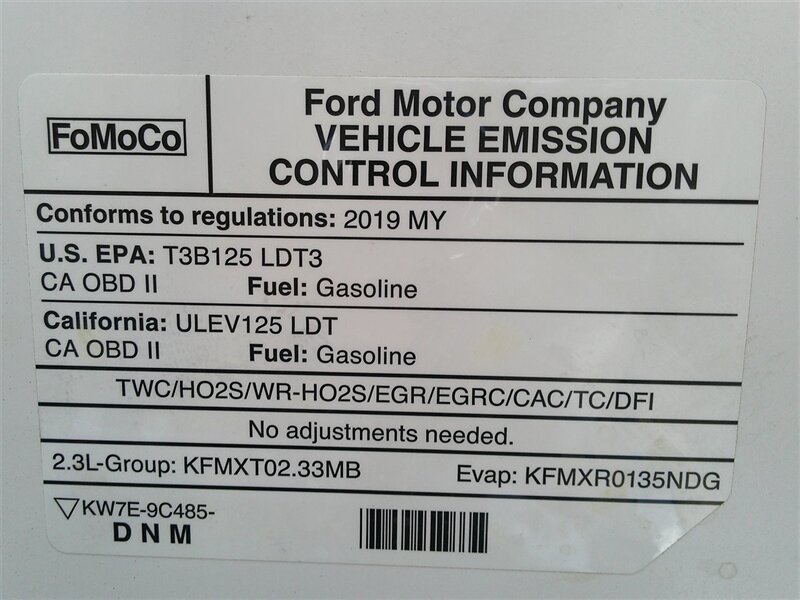 FoMoCo
Ford Motor Company
VEHICLE EMISSION
CONTROL INFORMATION
Conforms to regulations: 2019 MY
U.S. EPA: T3B125 LDT3
CA OBD II Fuel: Gasoline
California: ULEV125 LDT
CA OBD II Fuel: Gasoline
TWC/HO2S/WR-HO2S/EGR/EGRC/CAC/TC/DFI
No adjustments needed.
2.3L-Group: KFMXT02.33MB Evap: KFMXR0135NDG
▽KW7E-9C485-
DNM